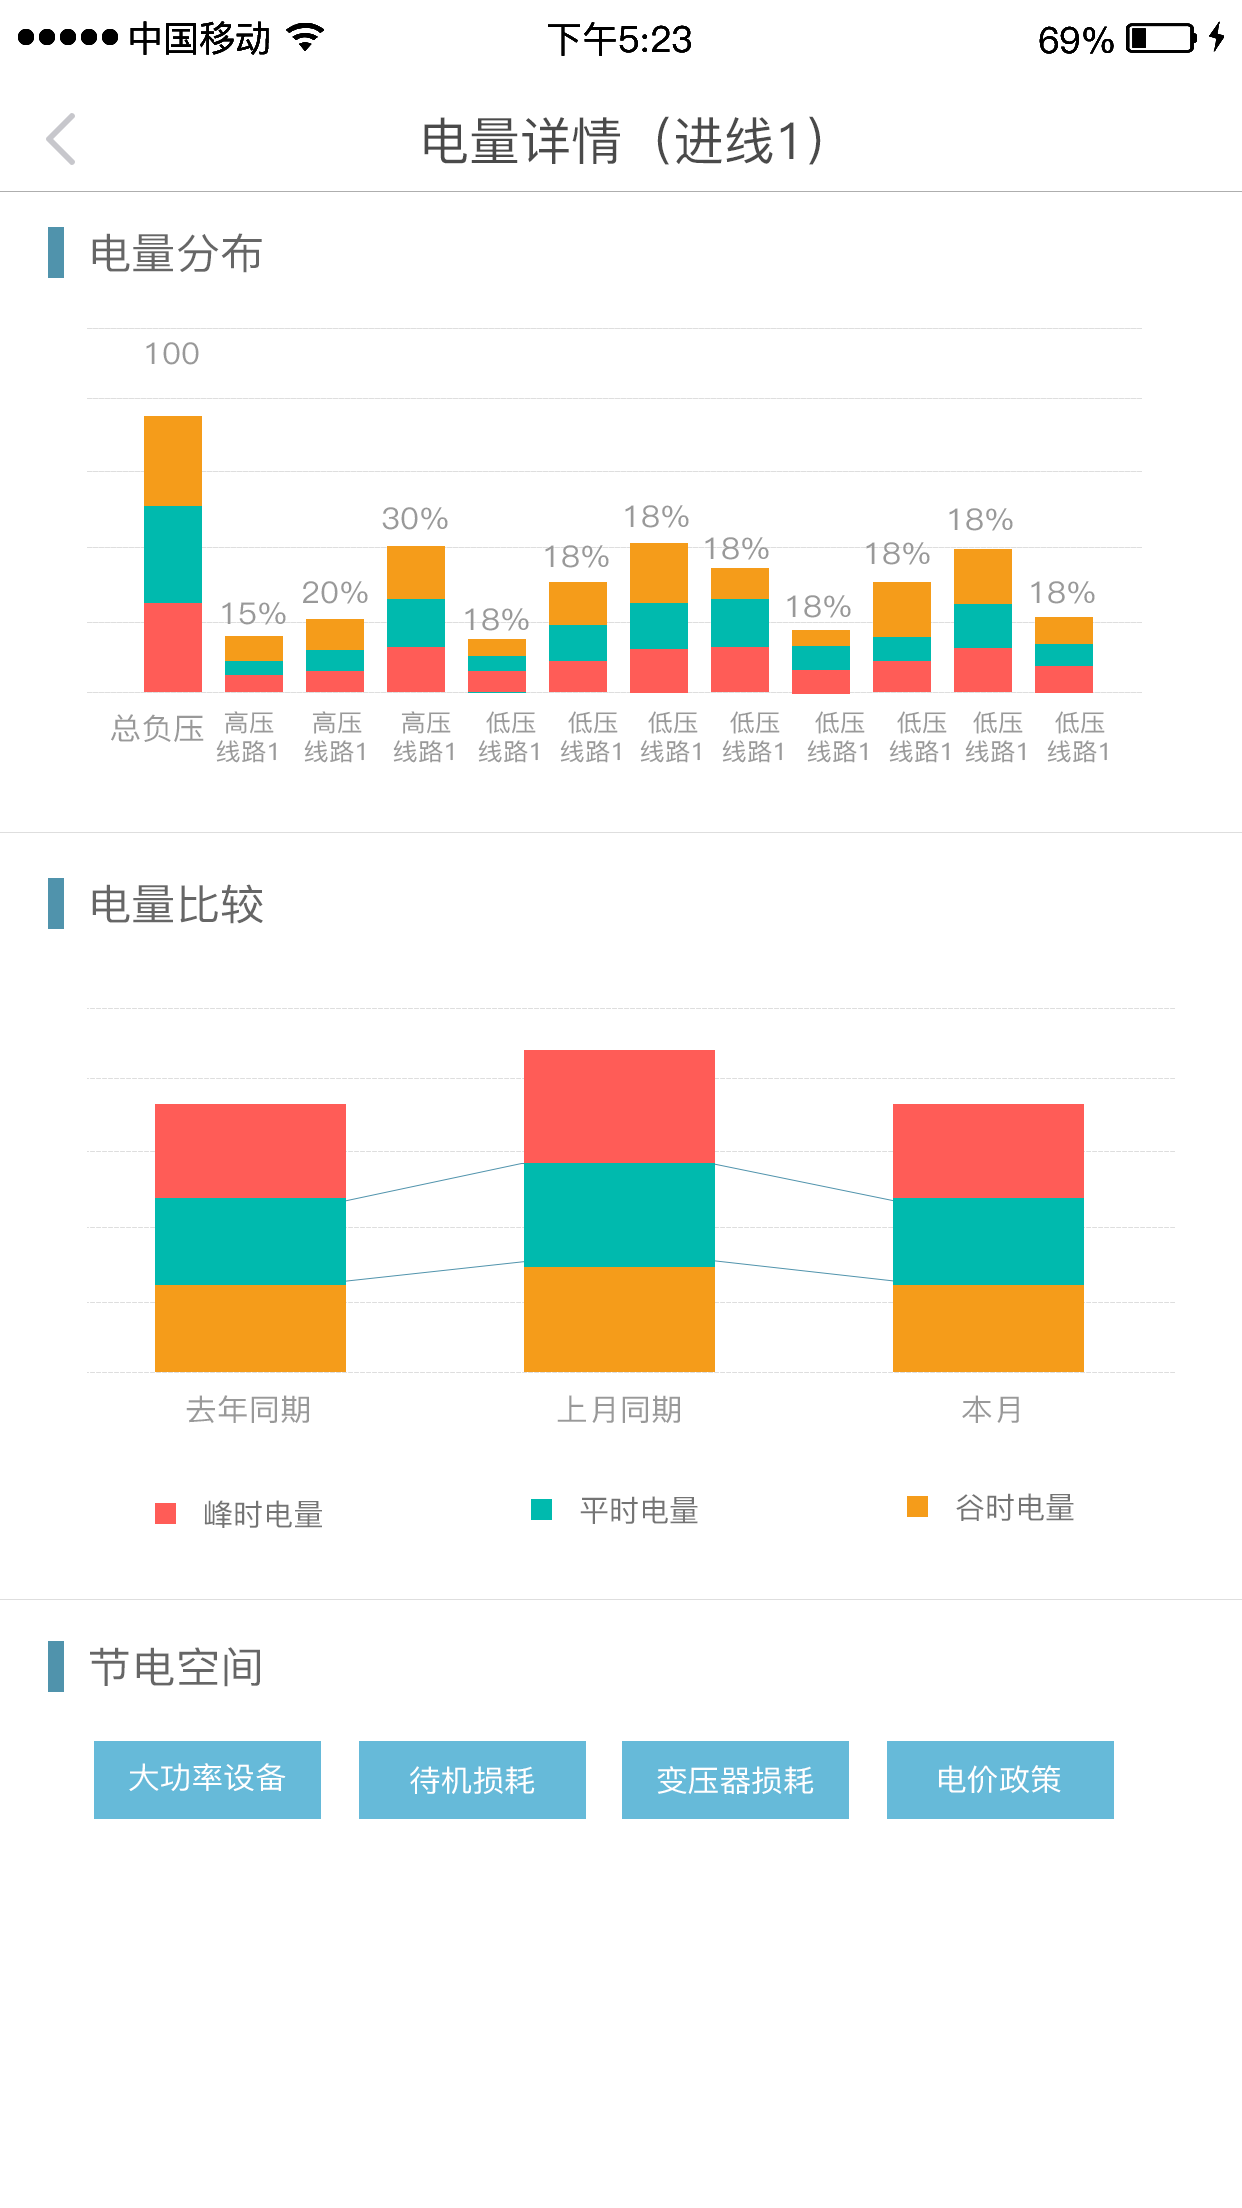 中国移动 下午5:23 69%
电量详情（进线1）
电量分布
100
15%
20%
30%
18%
18%
18%
18%
18%
18%
18%
18%
总负压
高压
线路1
高压
线路1
高压
线路1
低压
线路1
低压
线路1
低压
线路1
低压
线路1
低压
线路1
低压
线路1
低压
线路1
低压
线路1
电量比较
去年同期 上月同期 本月
峰时电量 平时电量 谷时电量
节电空间
大功率设备 待机损耗 变压器损耗 电价政策